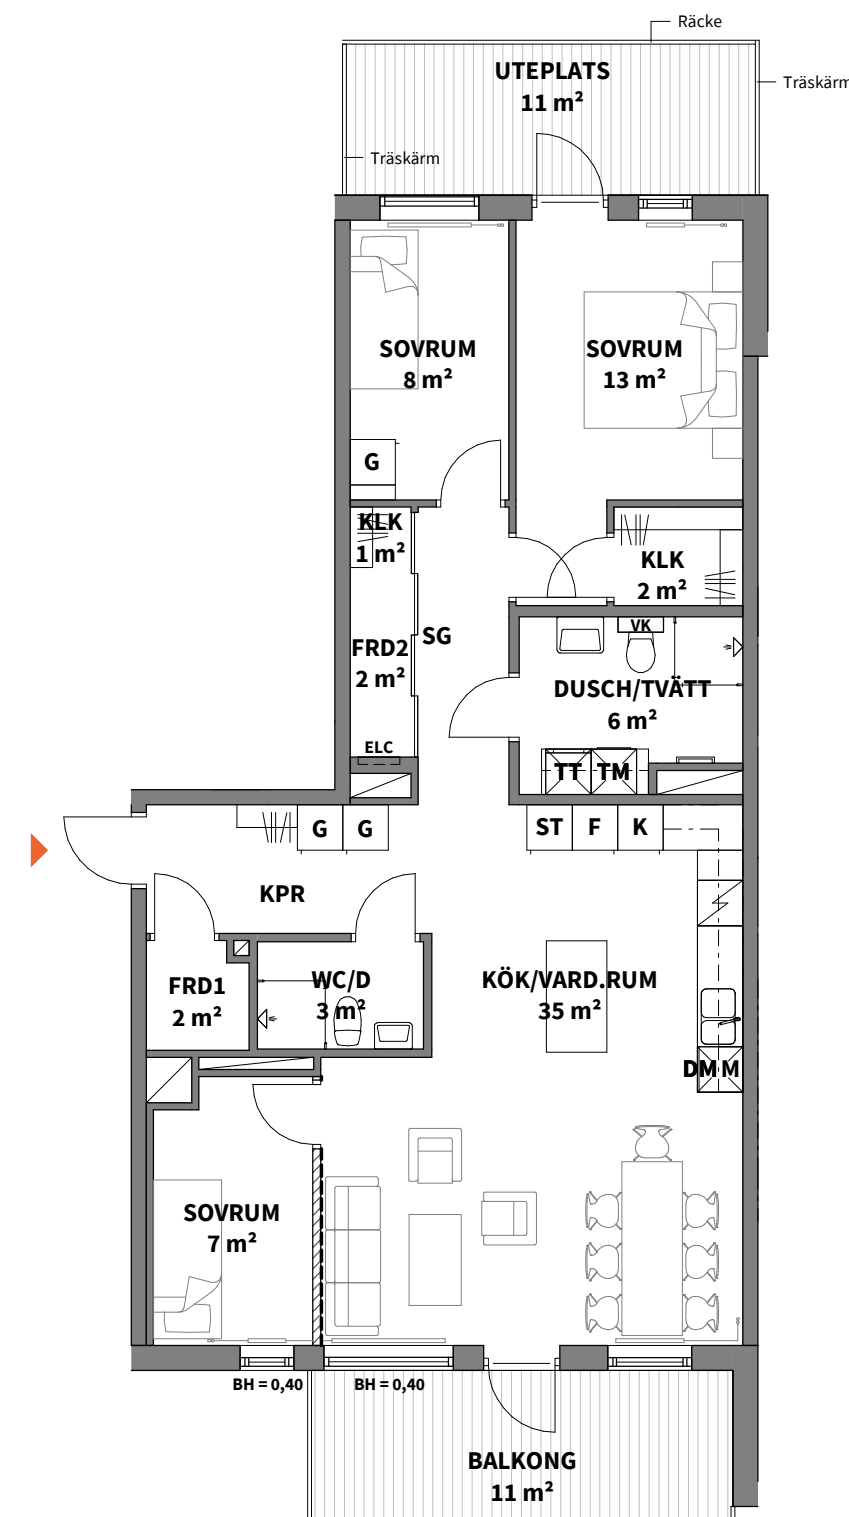 Räcke
UTEPLATS
11 m²
Träskärm
Träskärm
SOVRUM
8 m²
SOVRUM
13 m²
G
KLK
1 m²
KLK
2 m²
SG
FRD2
2 m²
VK
DUSCH/TVÄTT
6 m²
ELC
TT
TM
G
G
ST
F
K
KPR
FRD1
2 m²
WC/D
3 m²
KÖK/VARD.RUM
35 m²
DM
M
SOVRUM
7 m²
BH = 0,40
BH = 0,40
BALKONG
11 m²